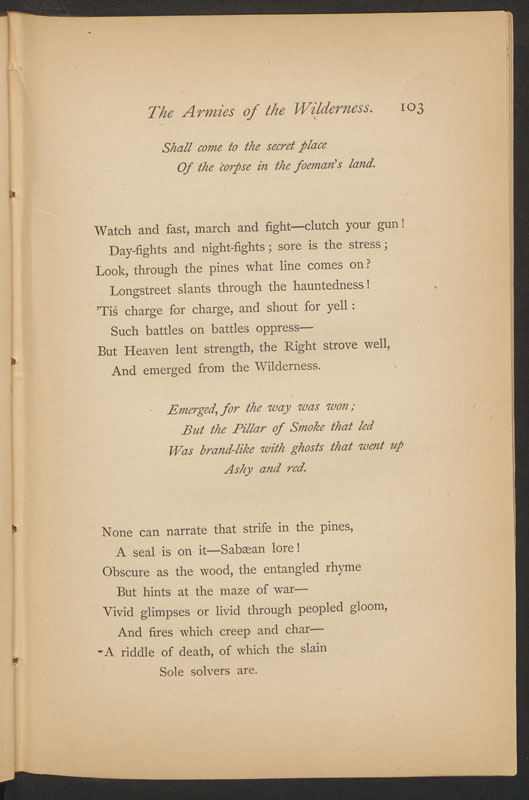 The Armies of the Wilderness. 103
Shall come to the secret place
Of the corpse in the foeman's land.
Watch and fast, march and fight—clutch your gun!
Day-fights and night-fights; sore is the stress;
Look, through the pines what line comes on?
Longstreet slants through the hauntedness!
'Tis charge for charge, and shout for yell:
Such battles on battles oppress—
But Heaven lent strength, the Right strove well,
And emerged from the Wilderness.
Emerged, for the way was won;
But the Pillar of Smoke that led
Was brand-like with ghosts that went up
Ashy and red.
None can narrate that strife in the pines,
A seal is on it—Sabæan lore!
Obscure as the wood, the entangled rhyme
But hints at the maze of war—
Vivid glimpses or livid through peopled gloom,
And fires which creep and char—
-A riddle of death, of which the slain
Sole solvers are.